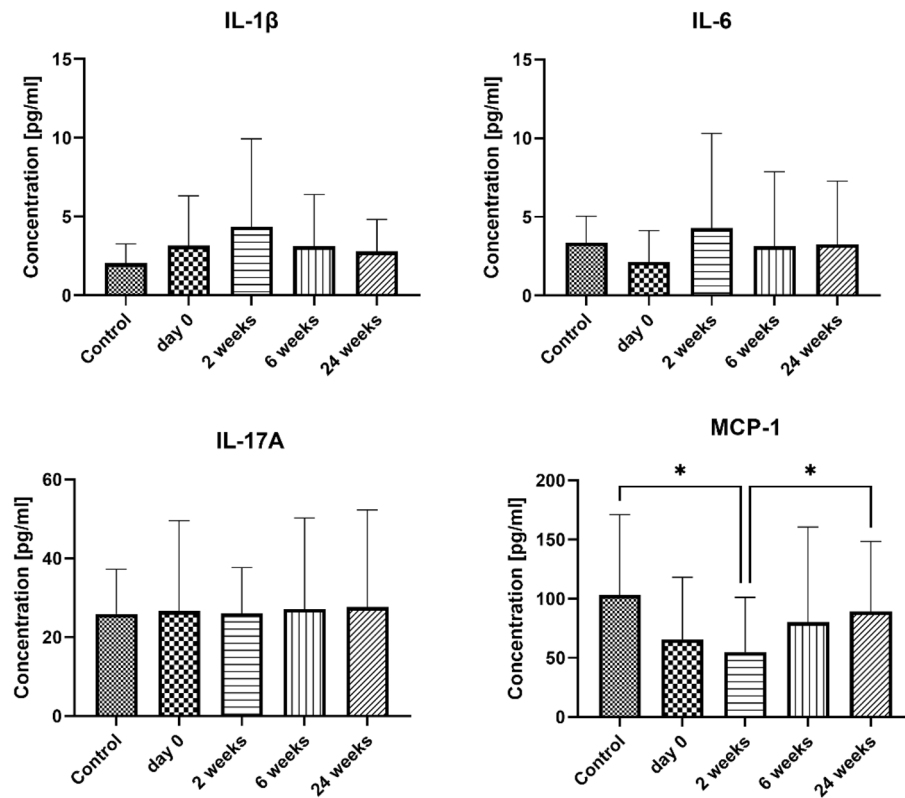 IL-1β
Concentration [pg/ml]
15
10
5
0
Control
day 0
2 weeks
6 weeks
24 weeks
IL-6
Concentration [pg/ml]
15
10
5
0
Control
day 0
2 weeks
6 weeks
24 weeks
IL-17A
Concentration [pg/ml]
60
40
20
0
Control
day 0
2 weeks
6 weeks
24 weeks
MCP-1
Concentration [pg/ml]
200
150
100
50
0
*
*
Control
day 0
2 weeks
6 weeks
24 weeks